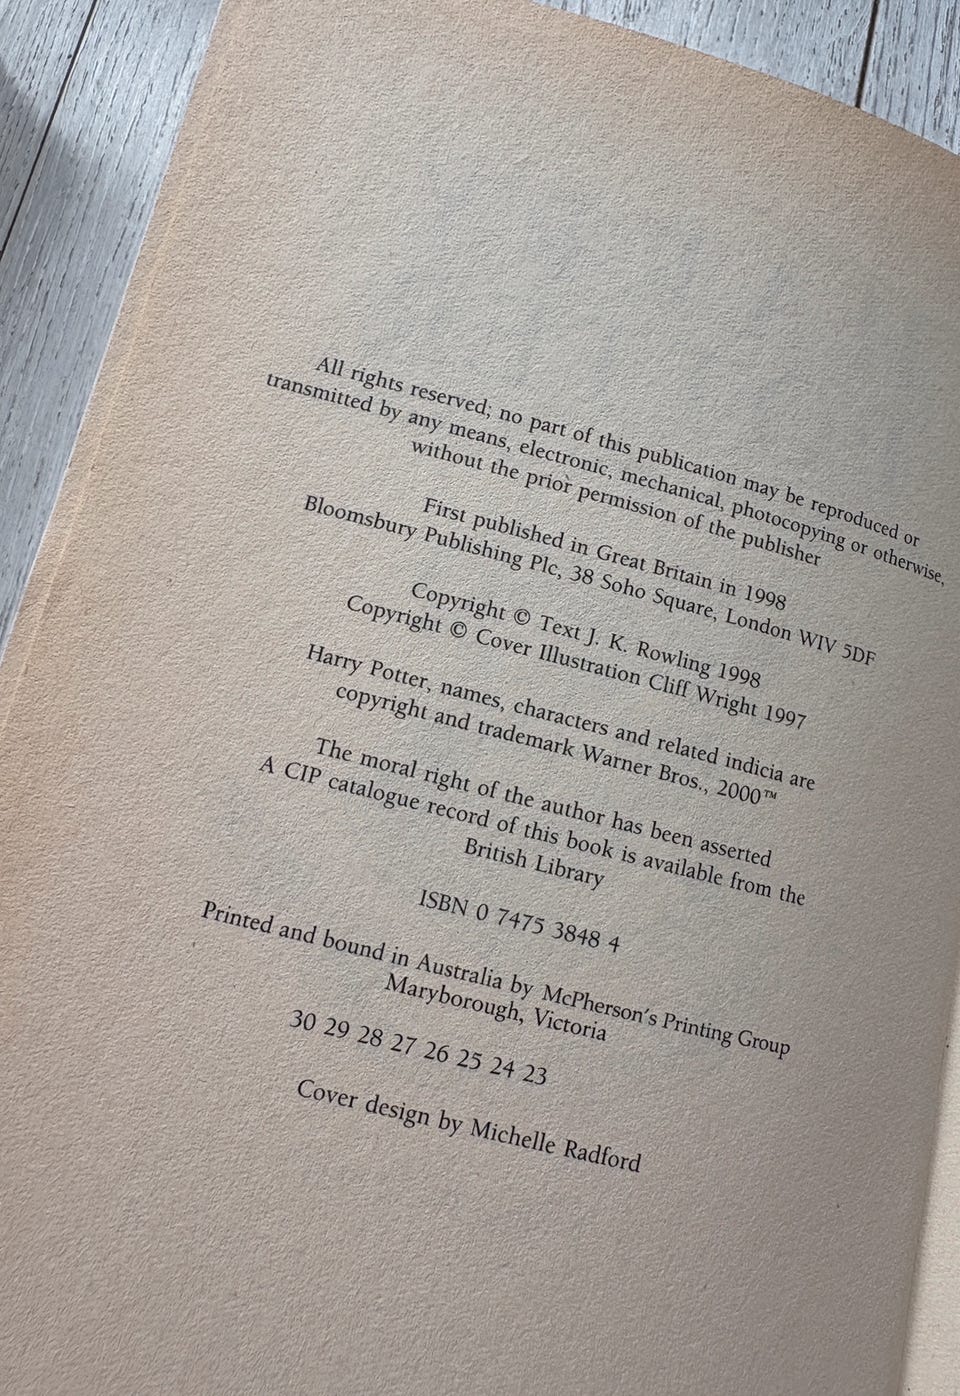 All rights reserved; no part of this publication may be reproduced or
transmitted by any means, electronic, mechanical, photocopying or otherwise,
without the prior permission of the publisher
First published in Great Britain in 1998
Bloomsbury Publishing Plc, 38 Soho Square, London WIV 5DF
Copyright © Text J. K. Rowling 1998
Copyright © Cover Illustration Cliff Wright 1997
Harry Potter, names, characters and related indicia are
copyright and trademark Warner Bros., 2000™
The moral right of the author has been asserted
A CIP catalogue record of this book is available from the
British Library
ISBN 0 7475 3848 4
Printed and bound in Australia by McPherson's Printing Group
Maryborough, Victoria
30 29 28 27 26 25 24 23
Cover design by Michelle Radford